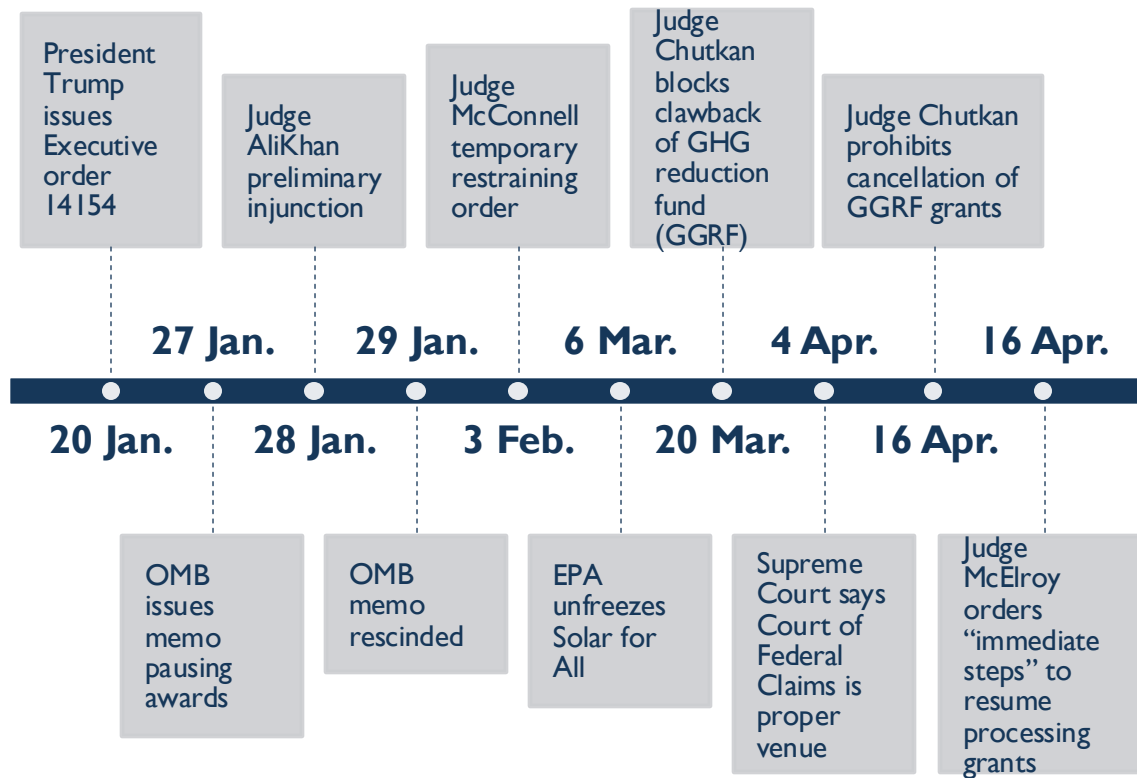 President
Trump
issues
Executive
order
14154
Judge
AliKhan
preliminary
injunction
Judge
McConnell
temporary
restraining
order
Judge
Chutkan
blocks
clawback
of GHG
reduction
fund
(GGRF)
Judge Chutkan
prohibits
cancellation of
GGRF grants
27 Jan.
29 Jan.
6 Mar.
4 Apr.
16 Apr.
20 Jan.
28 Jan.
3 Feb.
20 Mar.
16 Apr.
OMB
issues
memo
pausing
awards
OMB
memo
rescinded
EPA
unfreezes
Solar for
All
Supreme
Court says
Court of
Federal
Claims is
proper
venue
Judge
McElroy
orders
“immediate
steps” to
resume
processing
grants